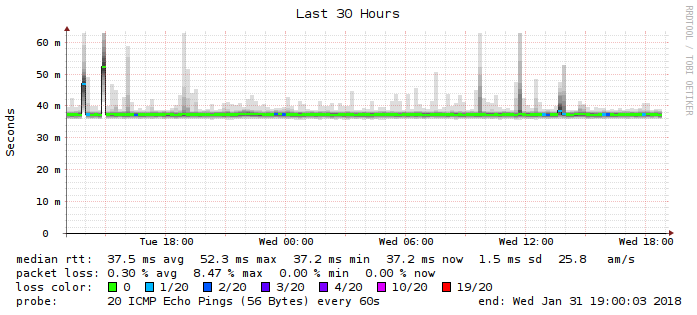 Last 30 Hours
RRDTOOL / TOBI OETIKER
Seconds
60 m
50 m
40 m
30 m
20 m
10 m
0
Tue 18:00 Wed 00:00 Wed 06:00 Wed 12:00 Wed 18:00
median rtt: 37.5 ms avg 52.3 ms max 37.2 ms min 37.2 ms now 1.5 ms sd 25.8 am/s
packet loss: 0.30 % avg 8.47 % max 0.00 % min 0.00 % now
loss color: 0 1/20 2/20 3/20 4/20 10/20 19/20
probe: 20 ICMP Echo Pings (56 Bytes) every 60s end: Wed Jan 31 19:00:03 2018